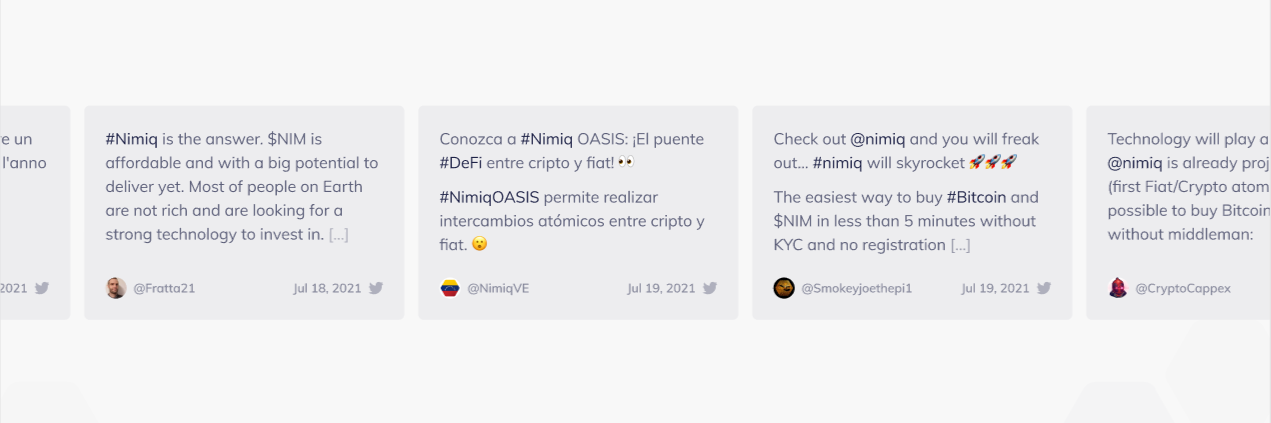 e un
l'anno
2021
#Nimiq is the answer. $NIM is
affordable and with a big potential to
deliver yet. Most of people on Earth
are not rich and are looking for a
strong technology to invest in. [...]
@Fratta21 Jul 18, 2021
Conozca a #Nimiq OASIS: ¡El puente
#DeFi entre cripto y fiat! 👀
#NimiqOASIS permite realizar
intercambios atómicos entre cripto y
fiat. 😮
@NimiqVE Jul 19, 2021
Check out @nimiq and you will freak
out... #nimiq will skyrocket 🚀🚀🚀
The easiest way to buy #Bitcoin and
$NIM in less than 5 minutes without
KYC and no registration [...]
@Smokeyjoethepi1 Jul 19, 2021
Technology will play a
@nimiq is already proj
(first Fiat/Crypto atom
possible to buy Bitcoin
without middleman:
@CryptoCappex